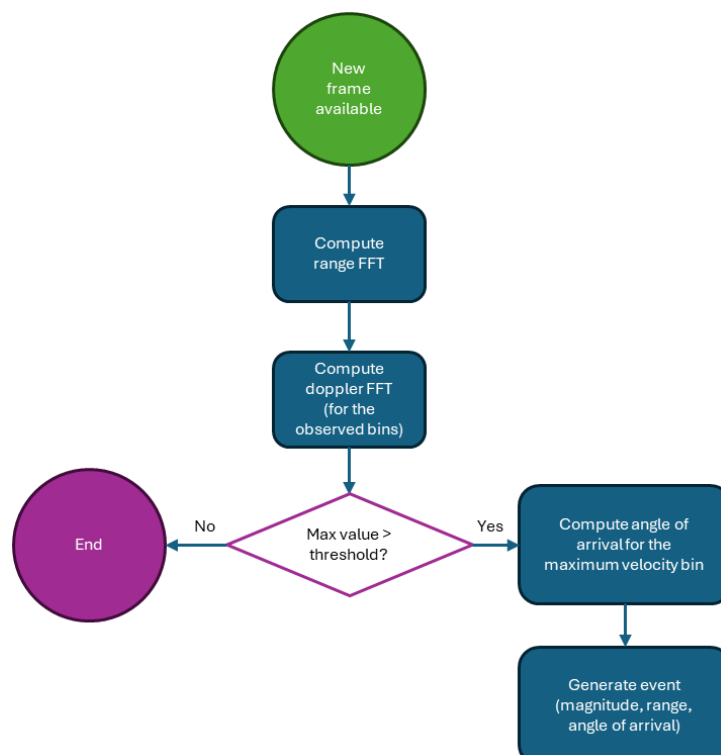 New
frame
available
Compute
range FFT
Compute
doppler FFT
(for the
observed bins)
No
Yes
End
Max value >
threshold?
Compute angle of
arrival for the
maximum velocity bin
Generate event
(magnitude, range,
angle of arrival)